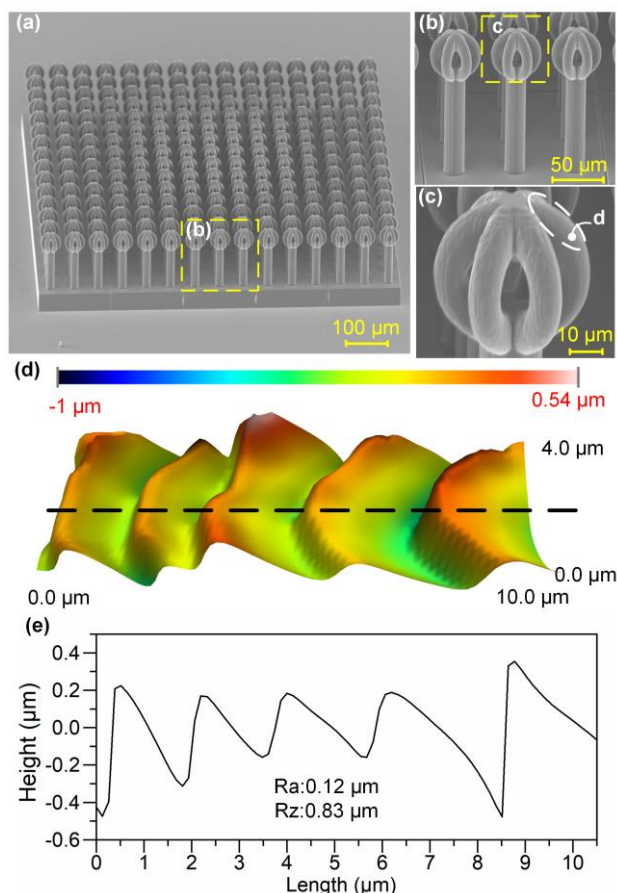 (a)
(b)
100 µm
(b)
c
50 µm
(c)
d
10 µm
(d)
-1 µm
0.54 µm
4.0 µm
0.0 µm
0.0 µm
10.0 µm
(e)
Height (µm)
0.4
0.2
0.0
-0.2
-0.4
-0.6
Ra:0.12 µm
Rz:0.83 µm
0 1 2 3 4 5 6 7 8 9 10
Length (µm)